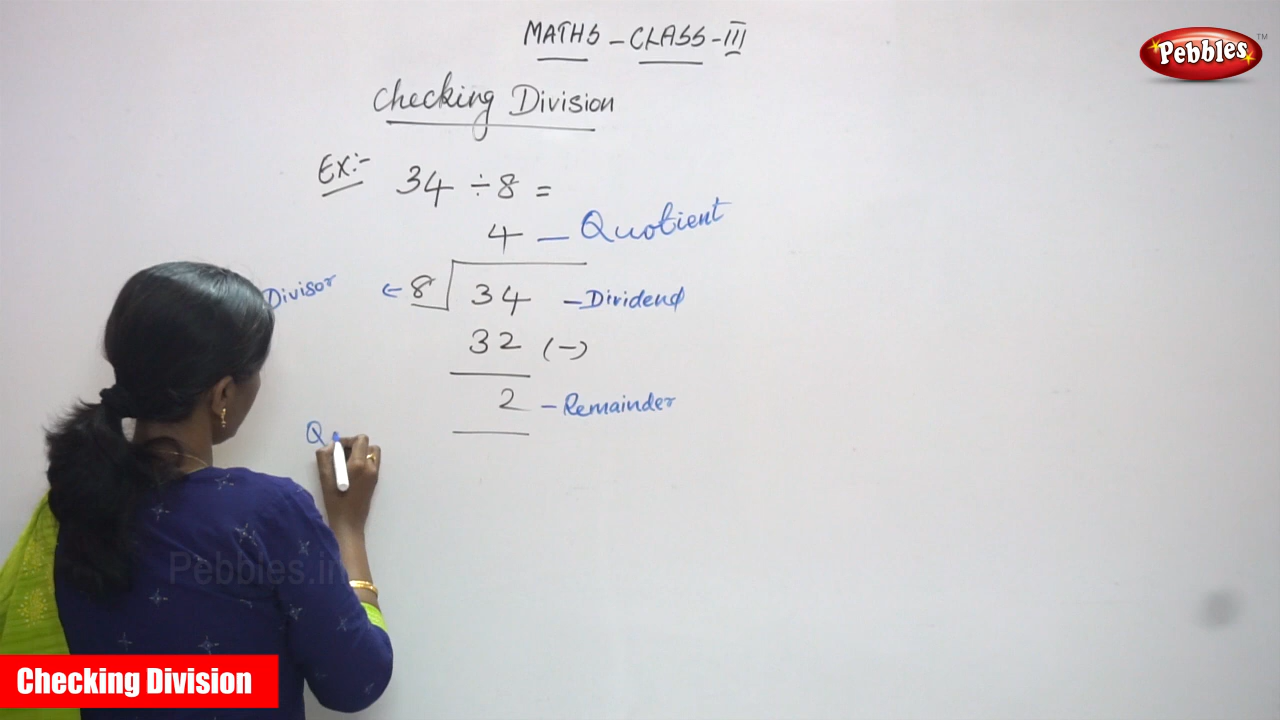 MATHS - CLASS - III
Pebbles TM
Checking Division
Ex:- 34 ÷ 8 =
4 - Quotient
Divisor ← 8 34 - Dividend
32 (-)
2 - Remainder
Q
Pebbles.in
Checking Division